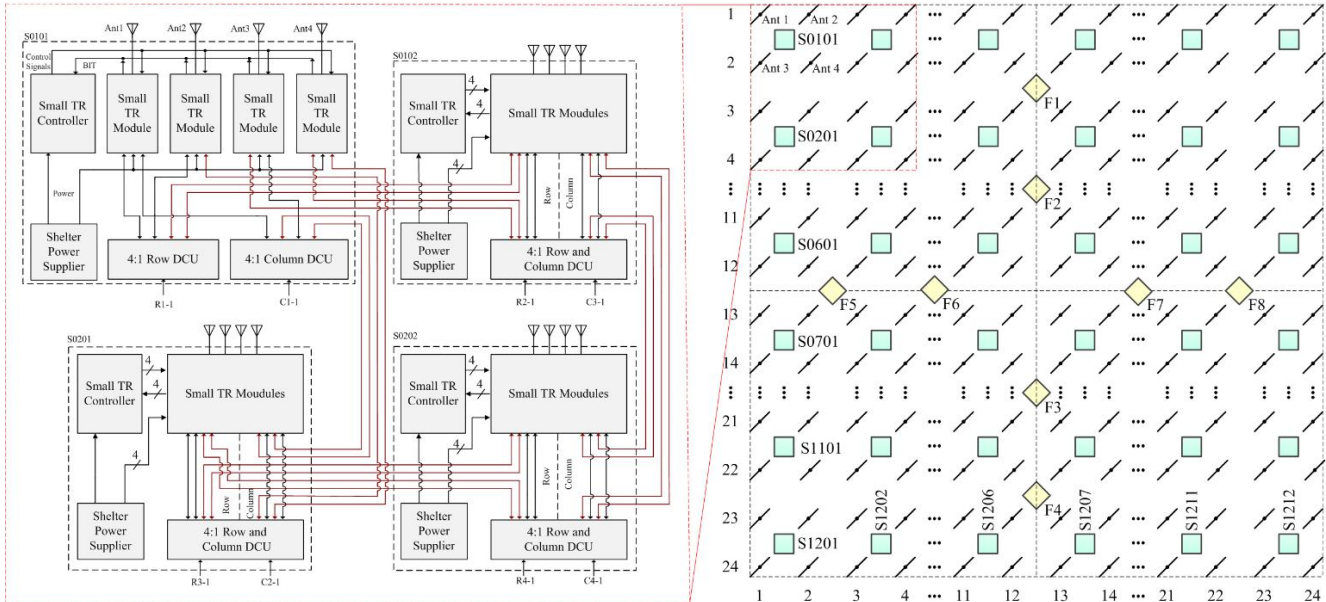 S0101
Ant1
Ant2
Ant3
Ant4
Control
Signals
BIT
Small TR
Controller
Small
TR
Module
Small
TR
Module
Small
TR
Module
Small
TR
Module
Power
Shelter
Power
Supplier
4:1 Row DCU
4:1 Column DCU
R1-1
C1-1
S0102
Small TR
Controller
4
4
4
Small TR Moudules
Row
Column
Shelter
Power
Supplier
4:1 Row and
Column DCU
R2-1
C3-1
S0201
Small TR
Controller
4
4
4
Small TR Moudules
Row
Column
Shelter
Power
Supplier
4:1 Row and
Column DCU
R3-1
C2-1
S0202
Small TR
Controller
4
4
4
Small TR Moudules
Row
Column
Shelter
Power
Supplier
4:1 Row and
Column DCU
R4-1
C4-1
1
Ant 1
Ant 2
...
...
S0101
2
Ant 3
Ant 4
...
...
F1
3
...
...
S0201
4
...
...
F2
11
...
...
S0601
12
...
...
F5
F6
F7
F8
13
...
...
S0701
14
...
...
F3
21
...
...
S1101
22
...
...
F4
23
...
...
S1201
S1202
S1206
S1207
S1211
S1212
24
...
...
1 2 3 4 ... 11 12 13 14 ... 21 22 23 24